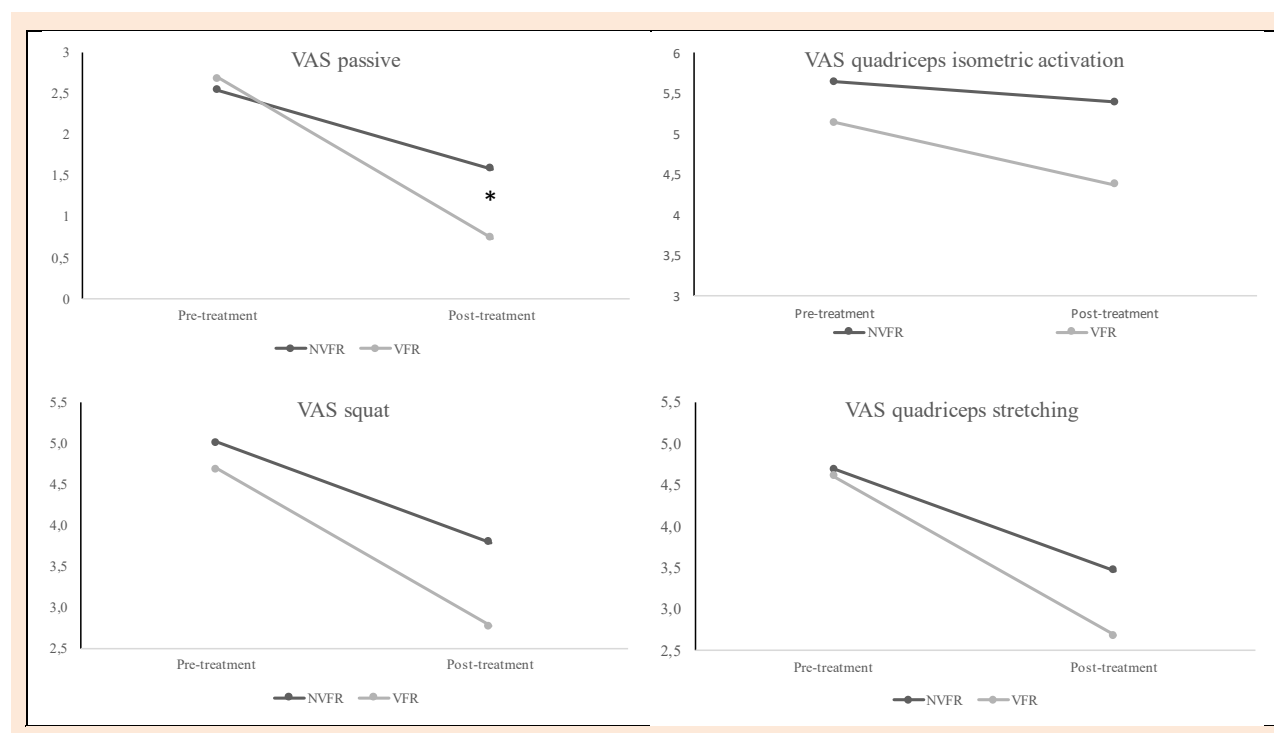 VAS passive
3
2,5
2
1,5
1
0,5
0
*
Pre-treatment Post-treatment
NVFR VFR
VAS quadriceps isometric activation
6
5,5
5
4,5
4
3,5
3
Pre-treatment Post-treatment
NVFR VFR
VAS squat
5,5
5,0
4,5
4,0
3,5
3,0
2,5
Pre-treatment Post-treatment
NVFR VFR
VAS quadriceps stretching
5,5
5,0
4,5
4,0
3,5
3,0
2,5
Pre-treatment Post-treatment
NVFR VFR